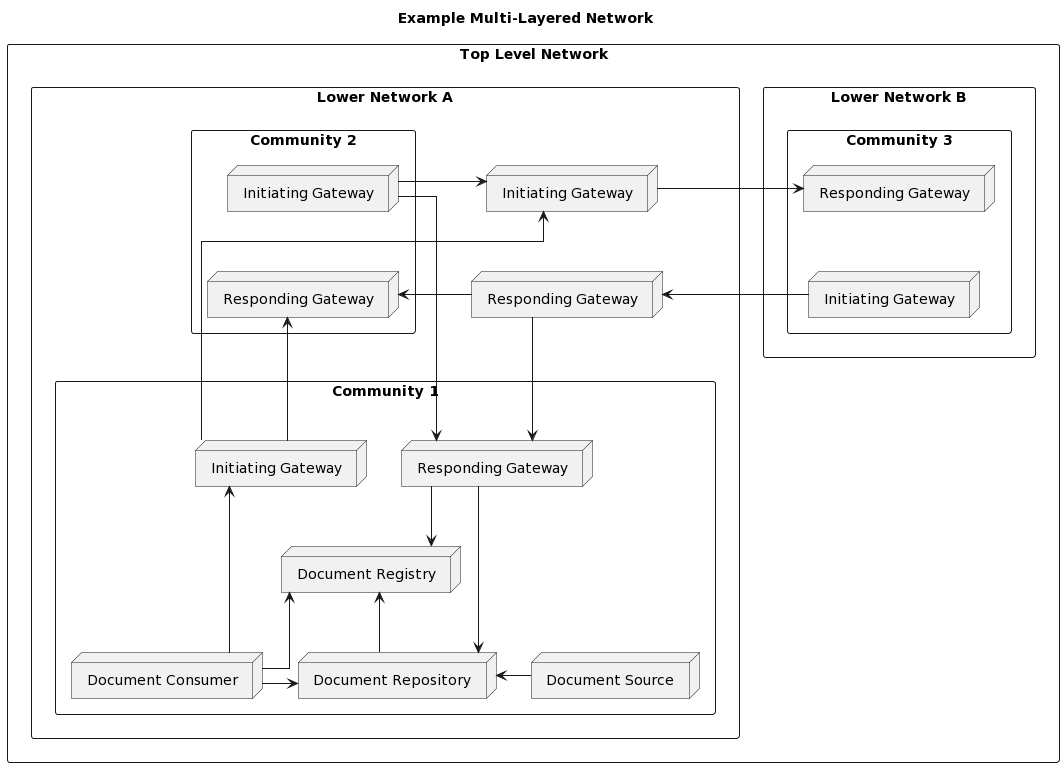 Example Multi-Layered Network
Top Level Network
Lower Network A
Lower Network B
Community 2
Community 3
Initiating Gateway
Initiating Gateway
Responding Gateway
Responding Gateway
Responding Gateway
Initiating Gateway
Community 1
Initiating Gateway
Responding Gateway
Document Registry
Document Consumer
Document Repository
Document Source